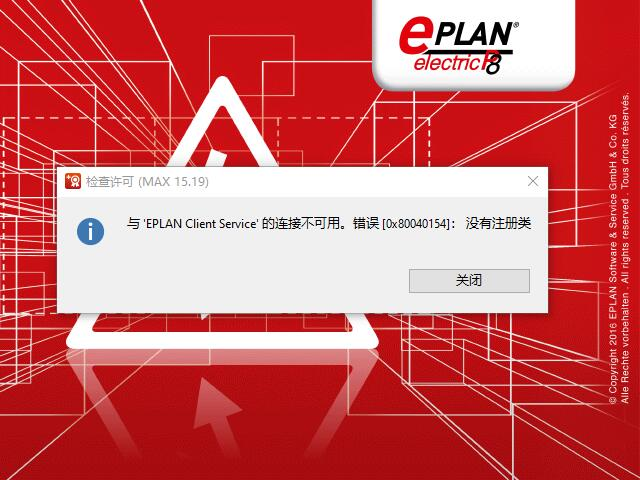 ePLAN®
electric P8
检查许可 (MAX 15.19)
与 'EPLAN Client Service' 的连接不可用。错误 [0x80040154]： 没有注册类
关闭
© Copyright 2016 EPLAN Software & Service GmbH & Co. KG
Alle Rechte vorbehalten . All rights reserved . Tous droits réservés.